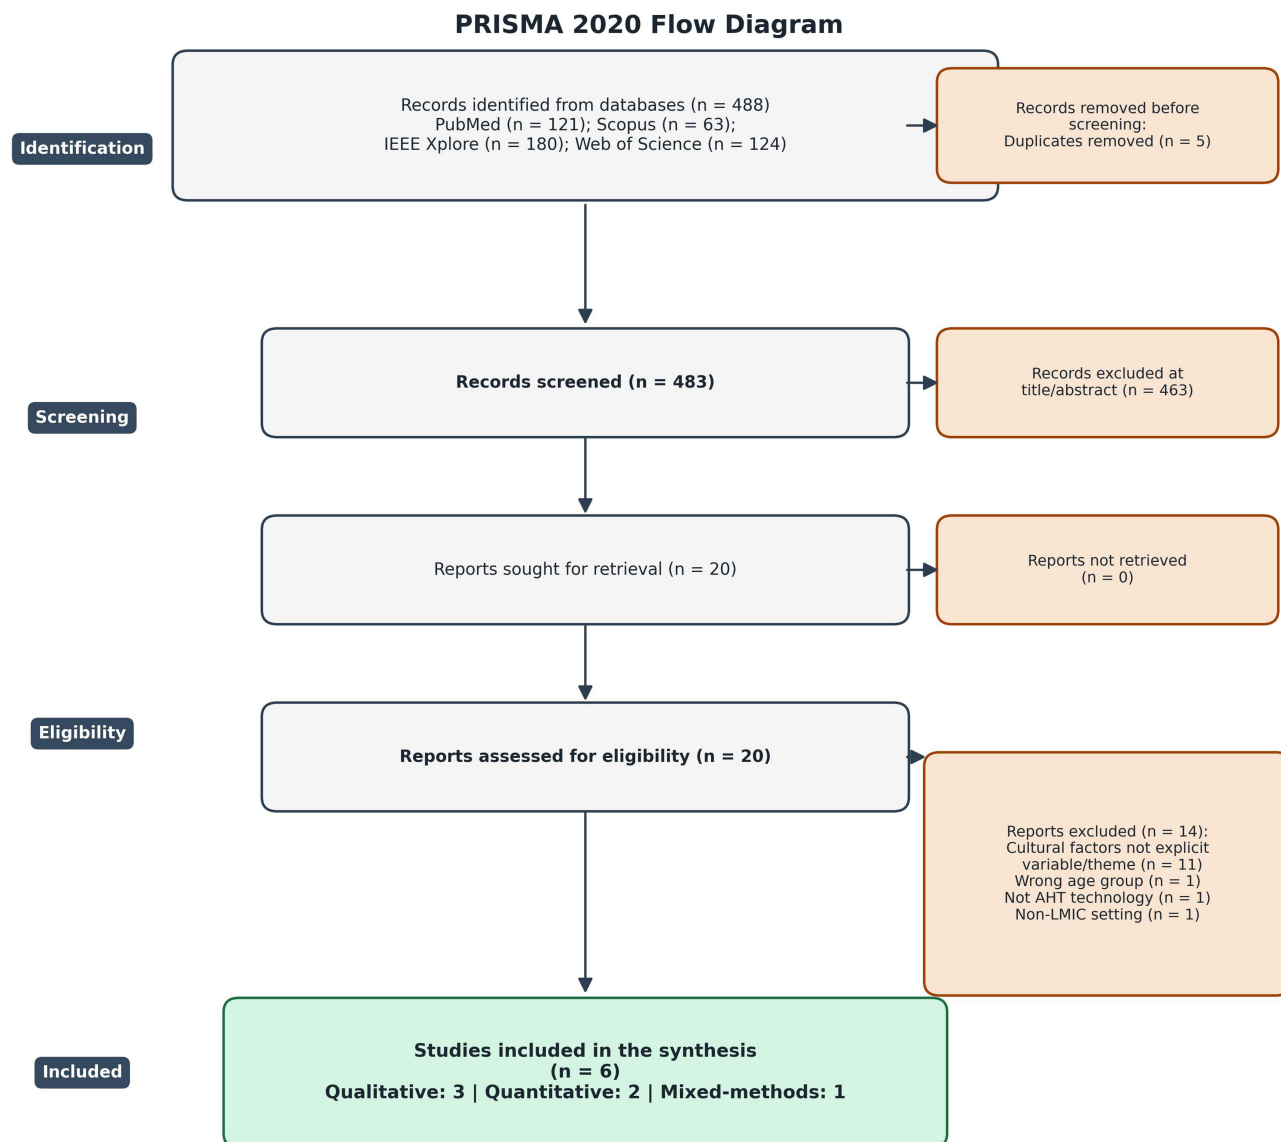 PRISMA 2020 Flow Diagram
Identification
Records identified from databases (n = 488)
PubMed (n = 121); Scopus (n = 63);
IEEE Xplore (n = 180); Web of Science (n = 124)
Records removed before
screening:
Duplicates removed (n = 5)
Screening
Records screened (n = 483)
Records excluded at
title/abstract (n = 463)
Reports sought for retrieval (n = 20)
Reports not retrieved
(n = 0)
Eligibility
Reports assessed for eligibility (n = 20)
Reports excluded (n = 14):
Cultural factors not explicit
variable/theme (n = 11)
Wrong age group (n = 1)
Not AHT technology (n = 1)
Non-LMIC setting (n = 1)
Included
Studies included in the synthesis
(n = 6)
Qualitative: 3 | Quantitative: 2 | Mixed-methods: 1